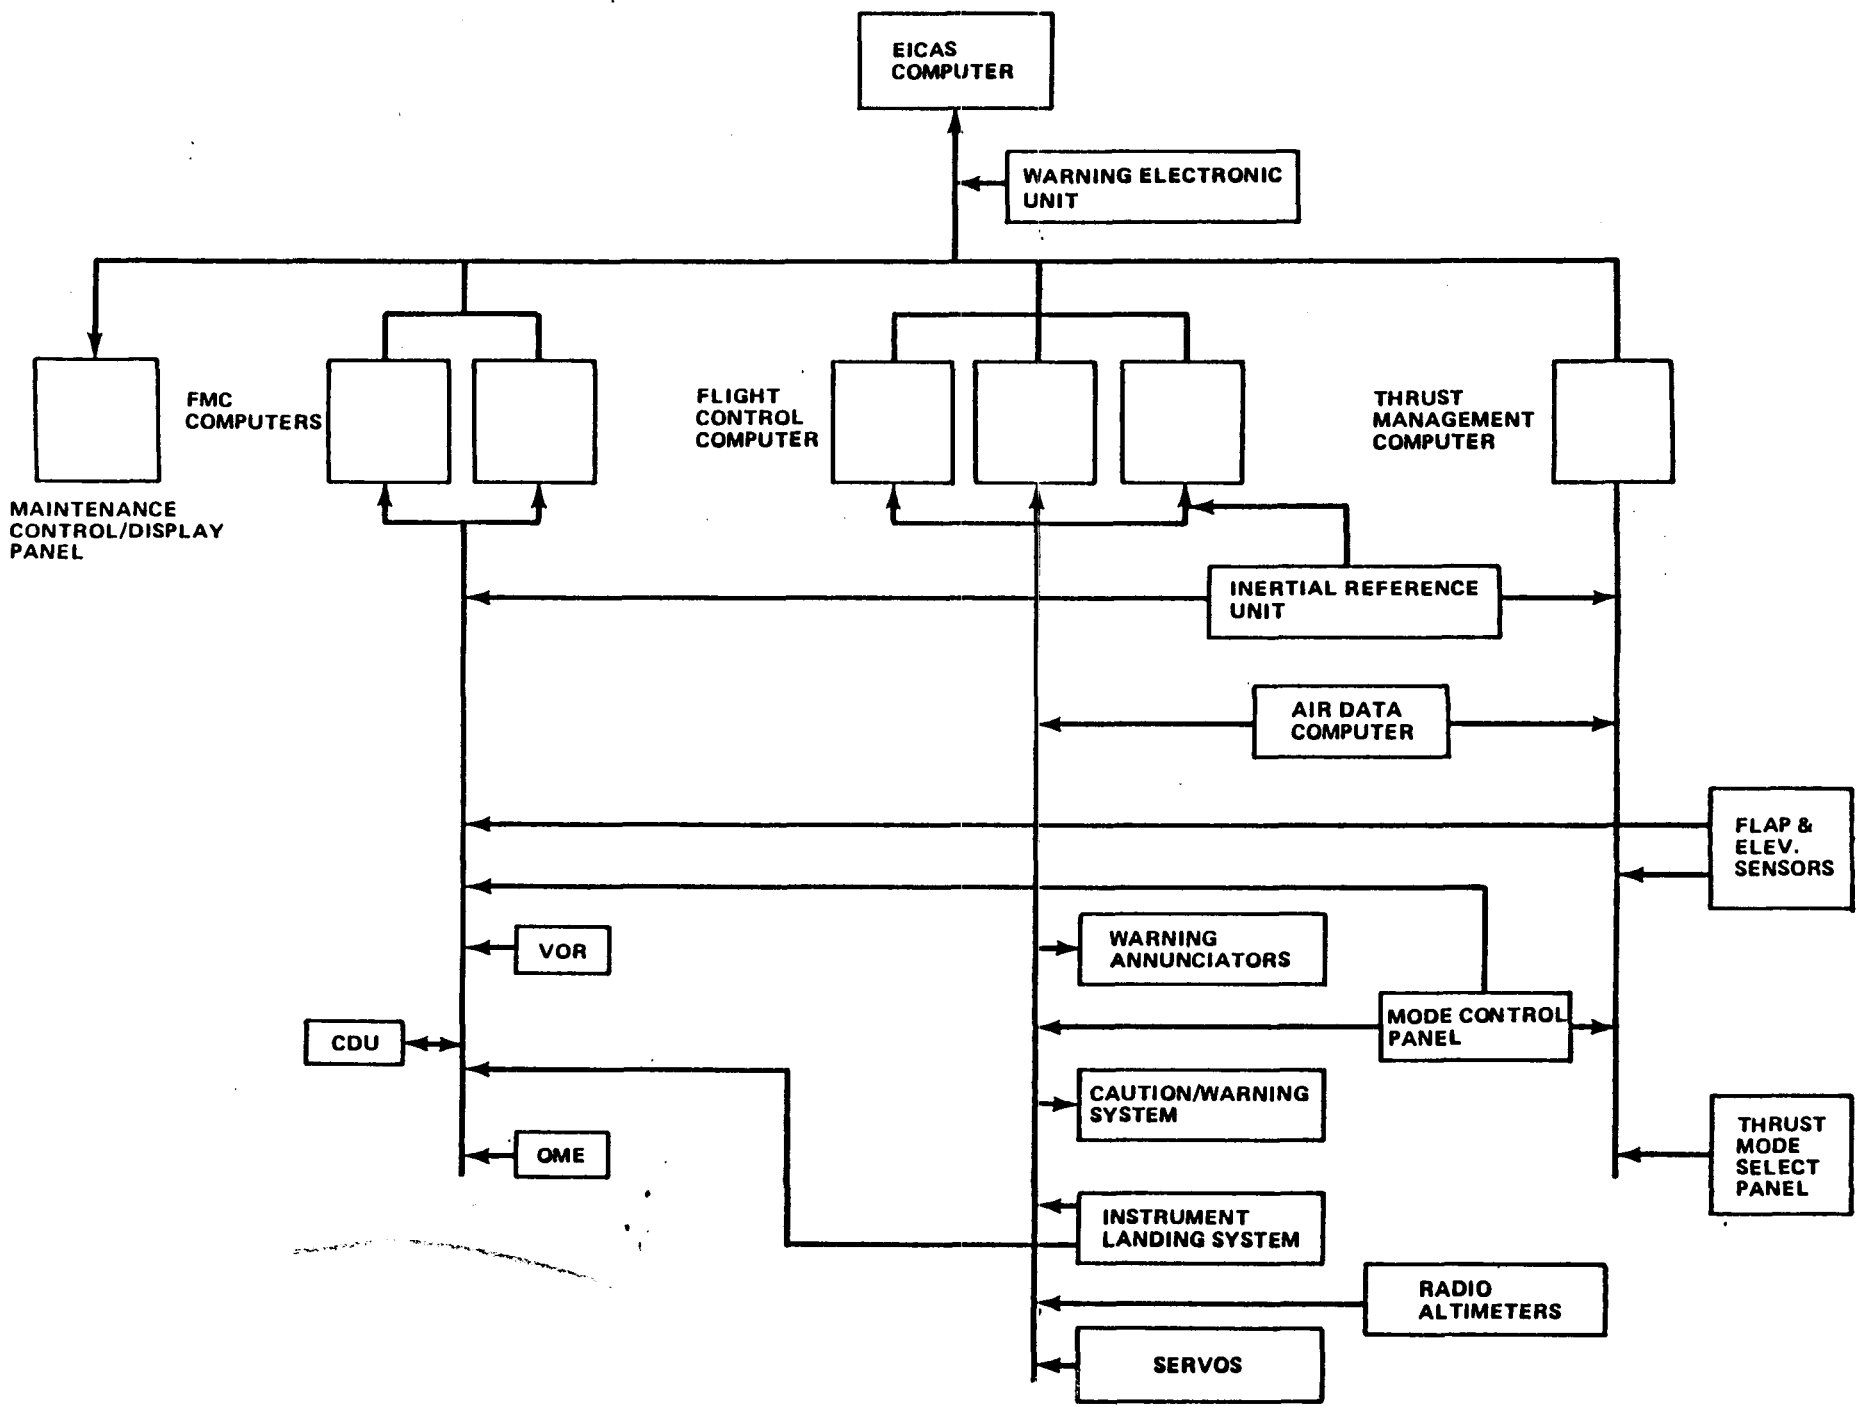 EICAS
COMPUTER
WARNING ELECTRONIC
UNIT
FMC
COMPUTERS
FLIGHT
CONTROL
COMPUTER
THRUST
MANAGEMENT
COMPUTER
MAINTENANCE
CONTROL/DISPLAY
PANEL
INERTIAL REFERENCE
UNIT
AIR DATA
COMPUTER
FLAP &
ELEV.
SENSORS
VOR
WARNING
ANNUNCIATORS
MODE CONTROL
PANEL
CDU
CAUTION/WARNING
SYSTEM
OME
THRUST
MODE
SELECT
PANEL
INSTRUMENT
LANDING SYSTEM
RADIO
ALTIMETERS
SERVOS